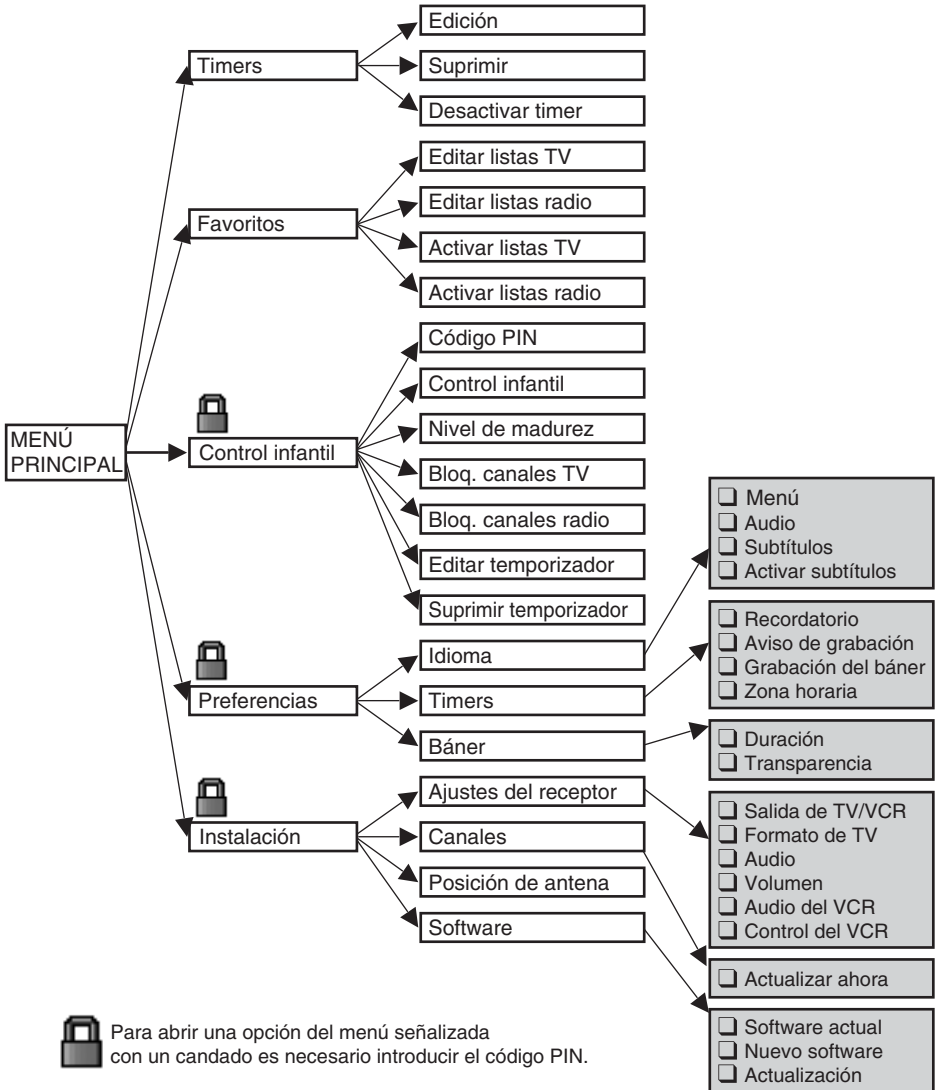 MENÚ
PRINCIPAL
Timers
Edición
Suprimir
Desactivar timer
Favoritos
Editar listas TV
Editar listas radio
Activar listas TV
Activar listas radio
Control infantil
Código PIN
Control infantil
Nivel de madurez
Bloq. canales TV
Bloq. canales radio
Editar temporizador
Suprimir temporizador
Preferencias
Idioma
Menú
Audio
Subtítulos
Activar subtítulos
Timers
Recordatorio
Aviso de grabación
Grabación del báner
Zona horaria
Báner
Duración
Transparencia
Instalación
Ajustes del receptor
Salida de TV/VCR
Formato de TV
Audio
Volumen
Audio del VCR
Control del VCR
Canales
Actualizar ahora
Posición de antena
Software
Software actual
Nuevo software
Actualización
Para abrir una opción del menú señalizada
con un candado es necesario introducir el código PIN.